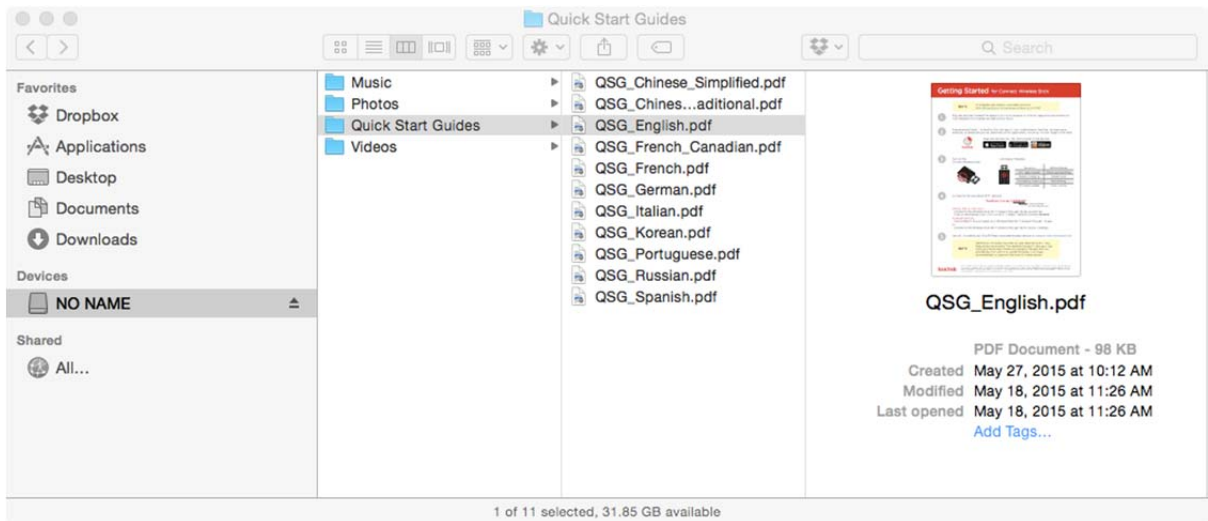 Quick Start Guides
Search
Favorites
Dropbox
Applications
Desktop
Documents
Downloads
Devices
NO NAME
Shared
All...
Music
Photos
Quick Start Guides
Videos
QSG_Chinese_Simplified.pdf
QSG_Chines...aditional.pdf
QSG_English.pdf
QSG_French_Canadian.pdf
QSG_French.pdf
QSG_German.pdf
QSG_Italian.pdf
QSG_Korean.pdf
QSG_Portuguese.pdf
QSG_Russian.pdf
QSG_Spanish.pdf
Getting Started for Connect Wireless Stick
QSG_English.pdf
PDF Document - 98 KB
Created May 27, 2015 at 10:12 AM
Modified May 18, 2015 at 11:26 AM
Last opened May 18, 2015 at 11:26 AM
Add Tags...
1 of 11 selected, 31.85 GB available